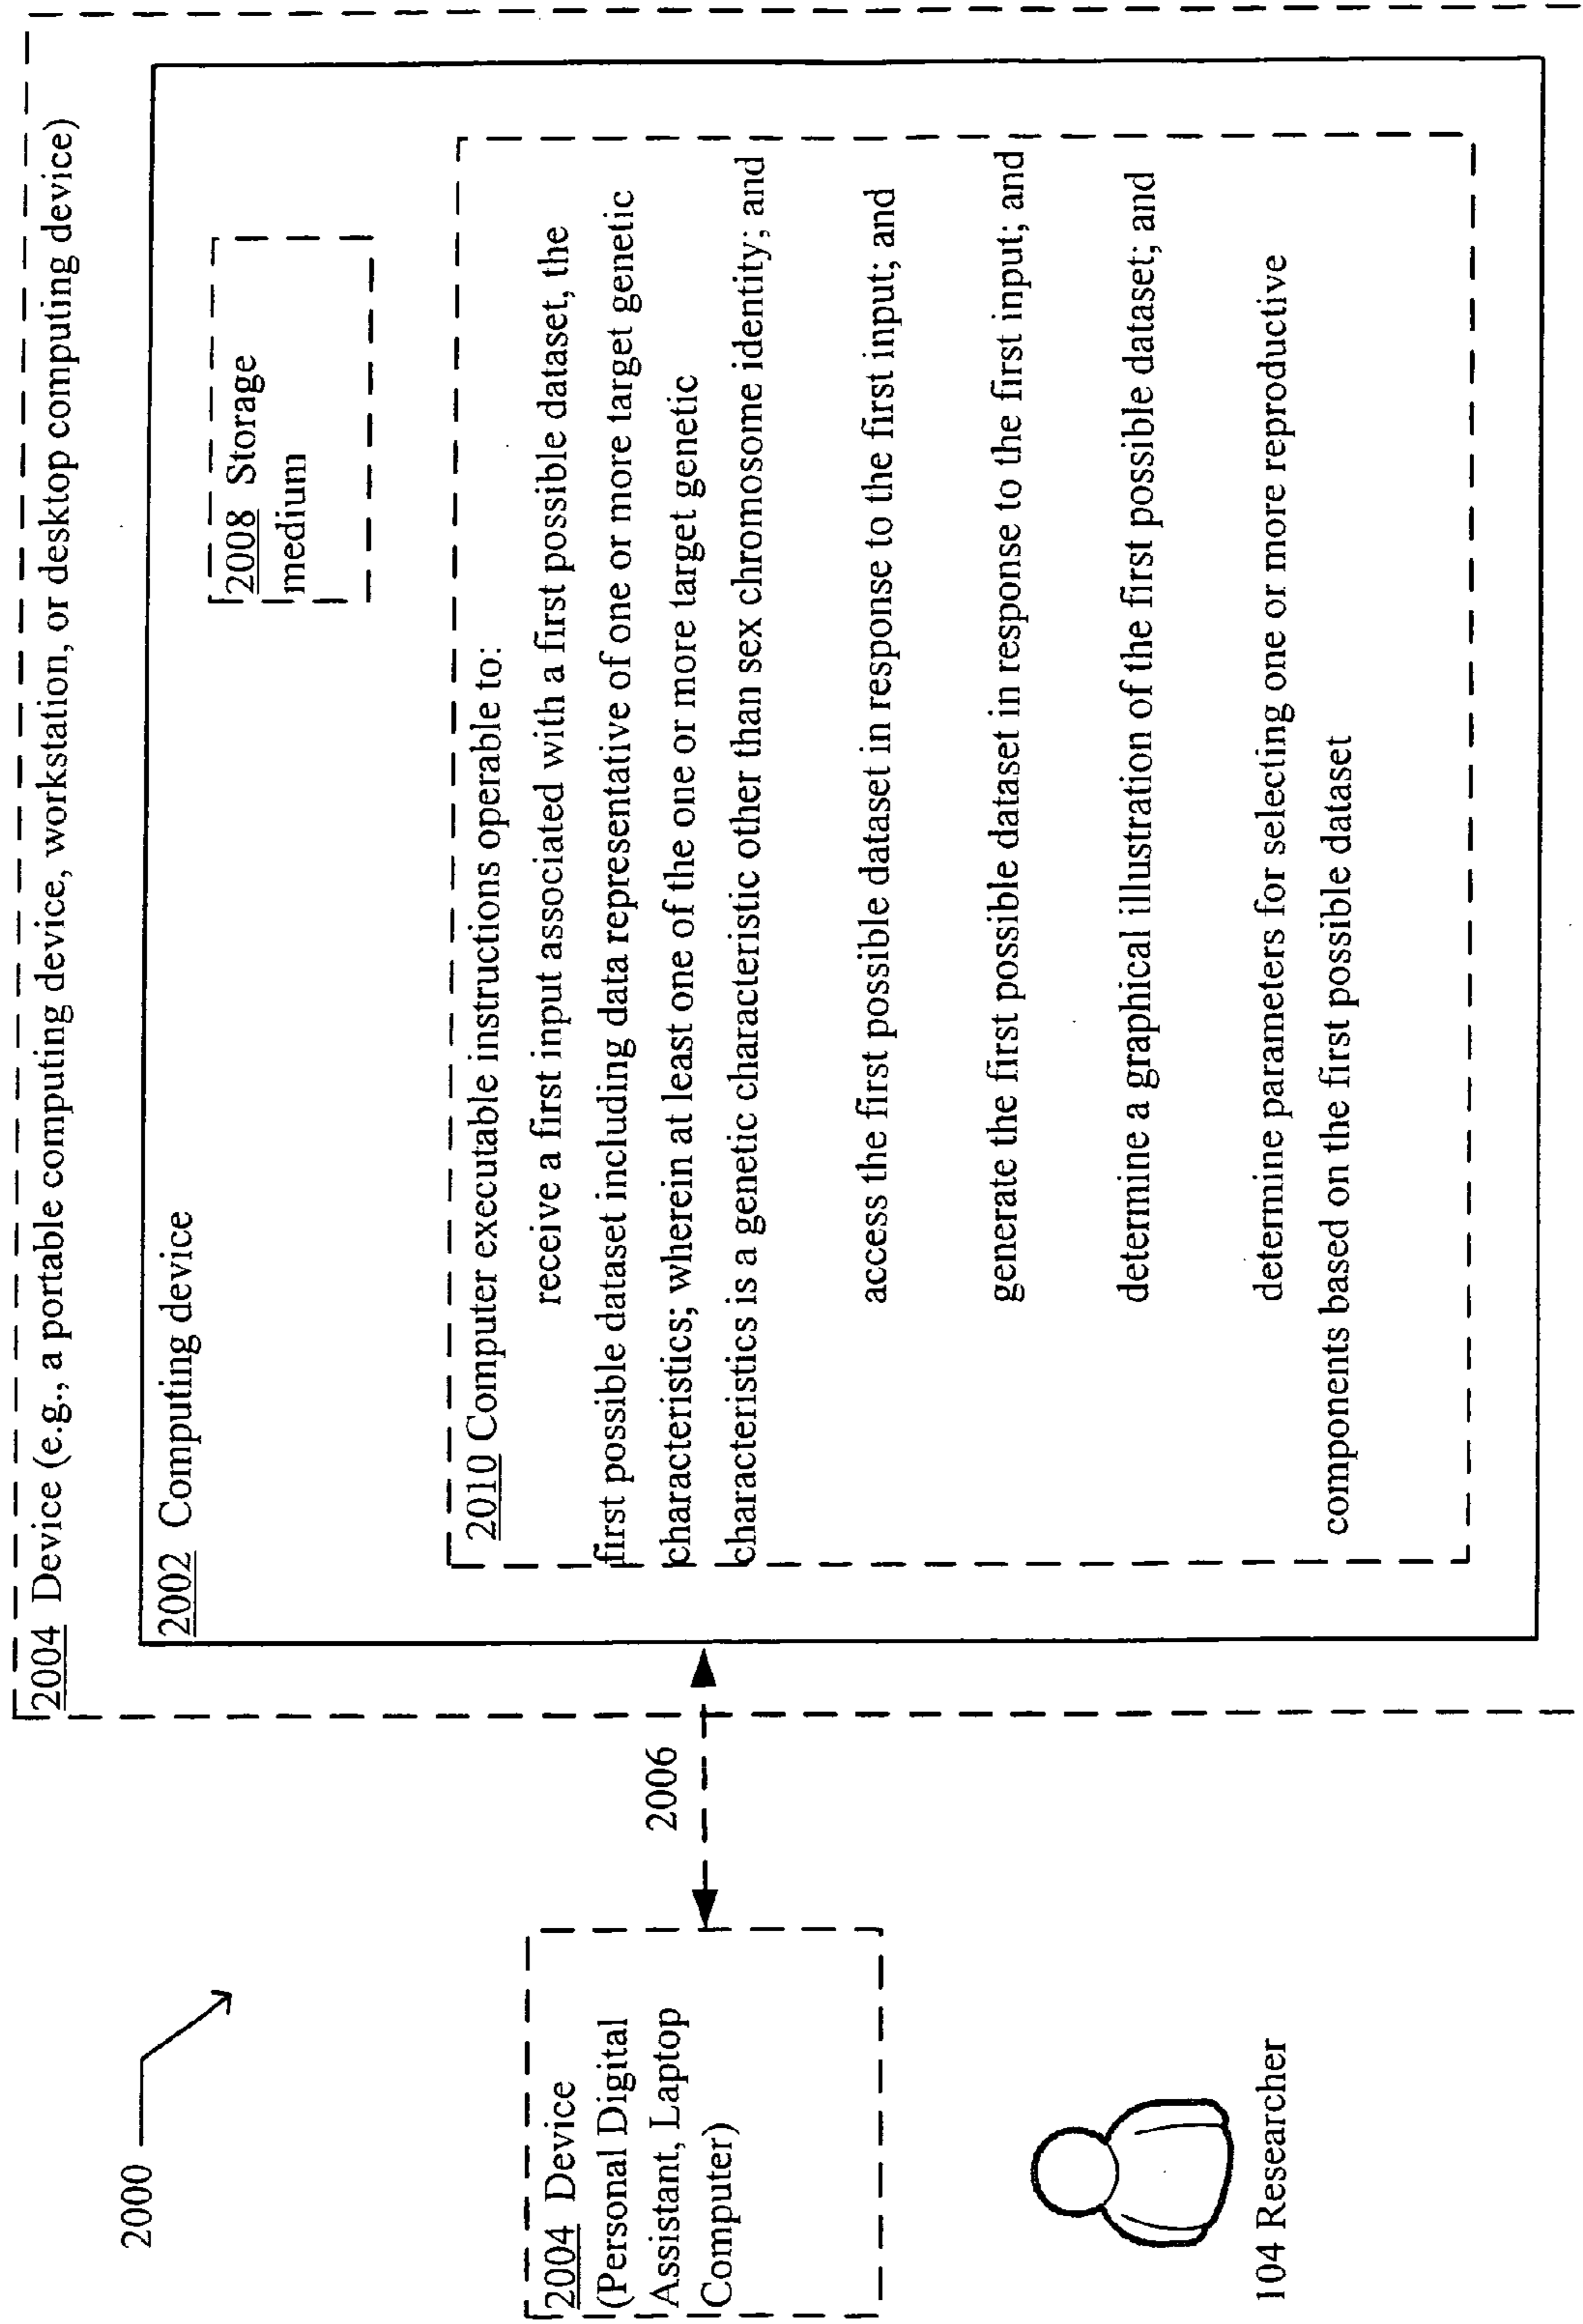 2000
2004 Device (e.g., a portable computing device, workstation, or desktop computing device)
2002 Computing device
2008 Storage
medium
2010 Computer executable instructions operable to:
receive a first input associated with a first possible dataset, the
first possible dataset including data representative of one or more target genetic
characteristics; wherein at least one of the one or more target genetic
characteristics is a genetic characteristic other than sex chromosome identity; and
access the first possible dataset in response to the first input; and
generate the first possible dataset in response to the first input; and
determine a graphical illustration of the first possible dataset; and
determine parameters for selecting one or more reproductive
components based on the first possible dataset
2006
2004 Device
(Personal Digital
Assistant, Laptop
Computer)
104 Researcher